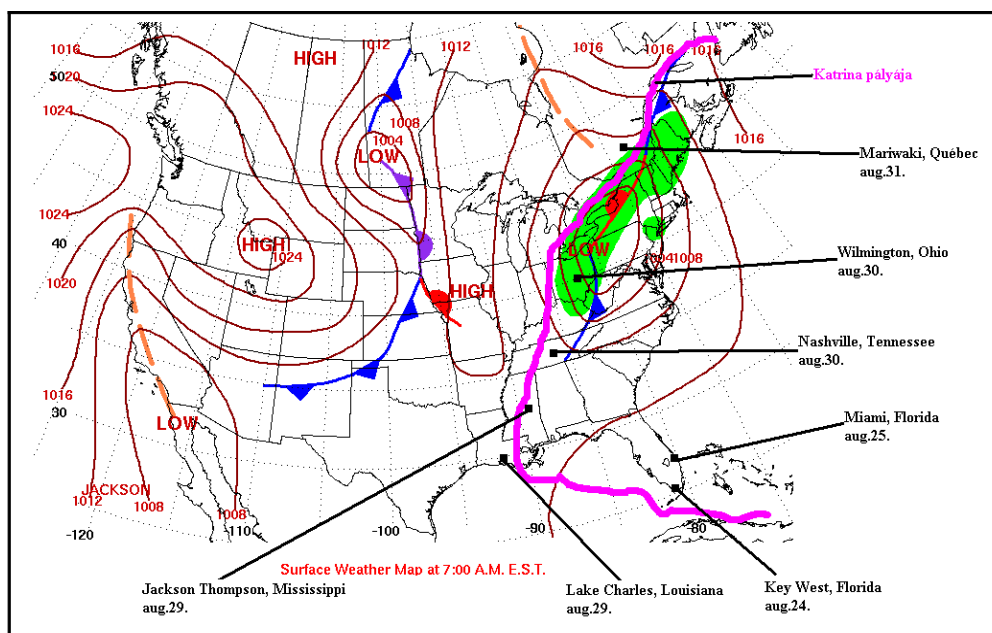 1016
1020
50
1024
HIGH
1012
1012
1016
1016
1016
Katrina pályája
1008
1004
LOW
1016
Mariwaki, Québec
aug.31.
1024
40
HIGH
1024
LOW
1008
Wilmington, Ohio
aug.30.
1020
HIGH
Nashville, Tennessee
aug.30.
1016
30
LOW
Miami, Florida
aug.25.
JACKSON
1012
1008
1008
-120
-110
-100
-90
-80
Surface Weather Map at 7:00 A.M. E.S.T.
Jackson Thompson, Mississippi
aug.29.
Lake Charles, Louisiana
aug.29.
Key West, Florida
aug.24.